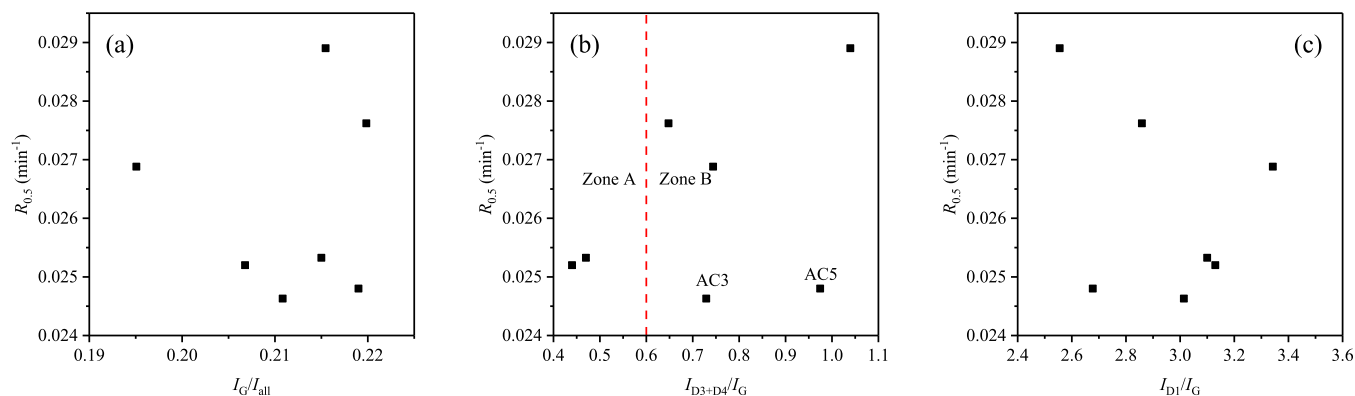 (a)
0.029
0.028
0.027
0.026
0.025
0.024
R0.5 (min-1)
0.19 0.20 0.21 0.22
IG/Iall
(b)
0.029
0.028
0.027
0.026
0.025
0.024
R0.5 (min-1)
Zone A Zone B
AC3 AC5
0.4 0.5 0.6 0.7 0.8 0.9 1.0 1.1
ID3+D4/IG
(c)
0.029
0.028
0.027
0.026
0.025
0.024
R0.5 (min-1)
2.4 2.6 2.8 3.0 3.2 3.4 3.6
ID1/IG